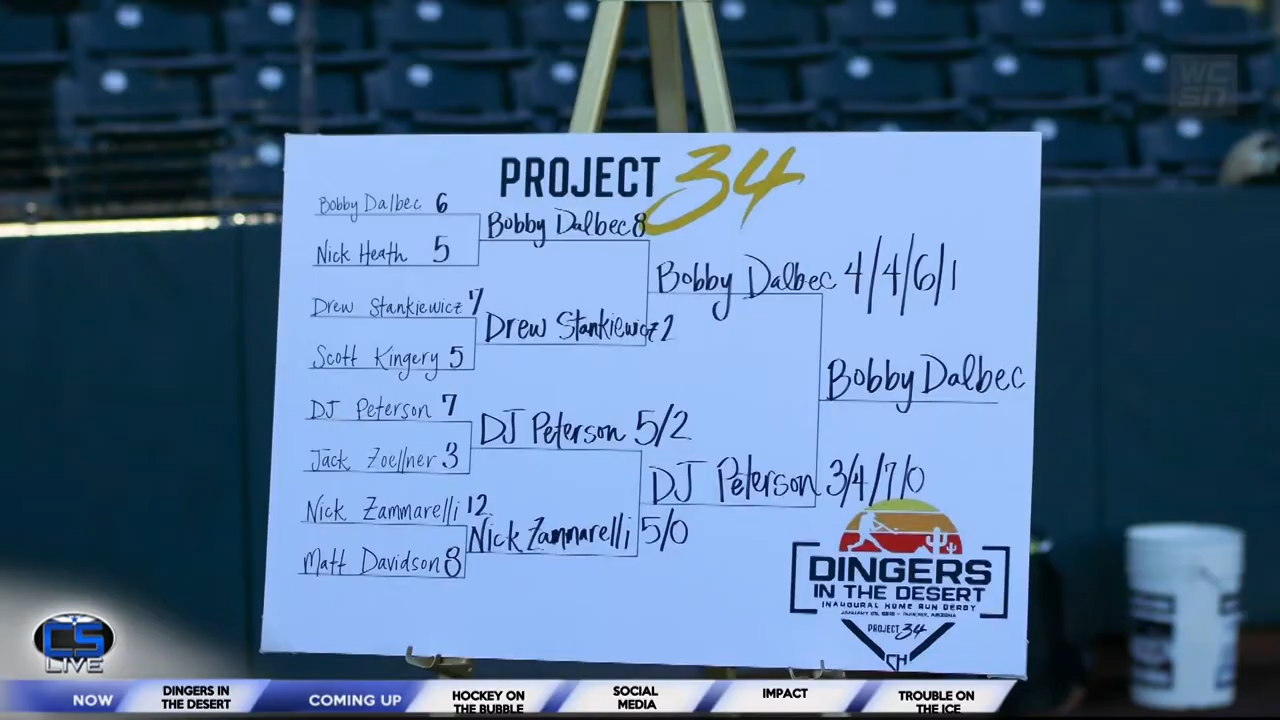 WC
SN
PROJECT 34
Bobby Dalbec 6
Nick Heath 5
Drew Stankiewicz 7
Scott Kingery 5
DJ Peterson 7
Jack Zoellner 3
Nick Zammarelli 12
Matt Davidson 8
Bobby Dalbec 8
Drew Stankiewicz 2
DJ Peterson 5/2
Nick Zammarelli 5/0
Bobby Dalbec 4/4/6/1
DJ Peterson 3/4/7/0
Bobby Dalbec
DINGERS
IN THE DESERT
INAUGURAL HOME RUN DERBY
PROJECT 34
CH
CS
LIVE
NOW
DINGERS IN
THE DESERT
COMING UP
HOCKEY ON
THE BUBBLE
SOCIAL
MEDIA
IMPACT
TROUBLE ON
THE ICE